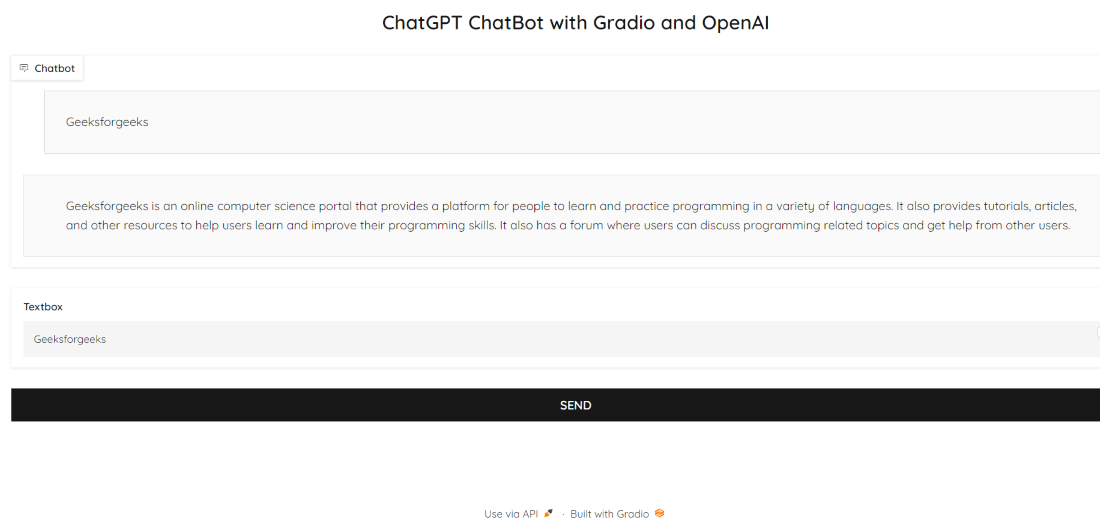 ChatGPT ChatBot with Gradio and OpenAI
Chatbot
Geeksforgeeks
Geeksforgeeks is an online computer science portal that provides a platform for people to learn and practice programming in a variety of languages. It also provides tutorials, articles,
and other resources to help users learn and improve their programming skills. It also has a forum where users can discuss programming related topics and get help from other users.
Textbox
Geeksforgeeks
SEND
Use via API · Built with Gradio